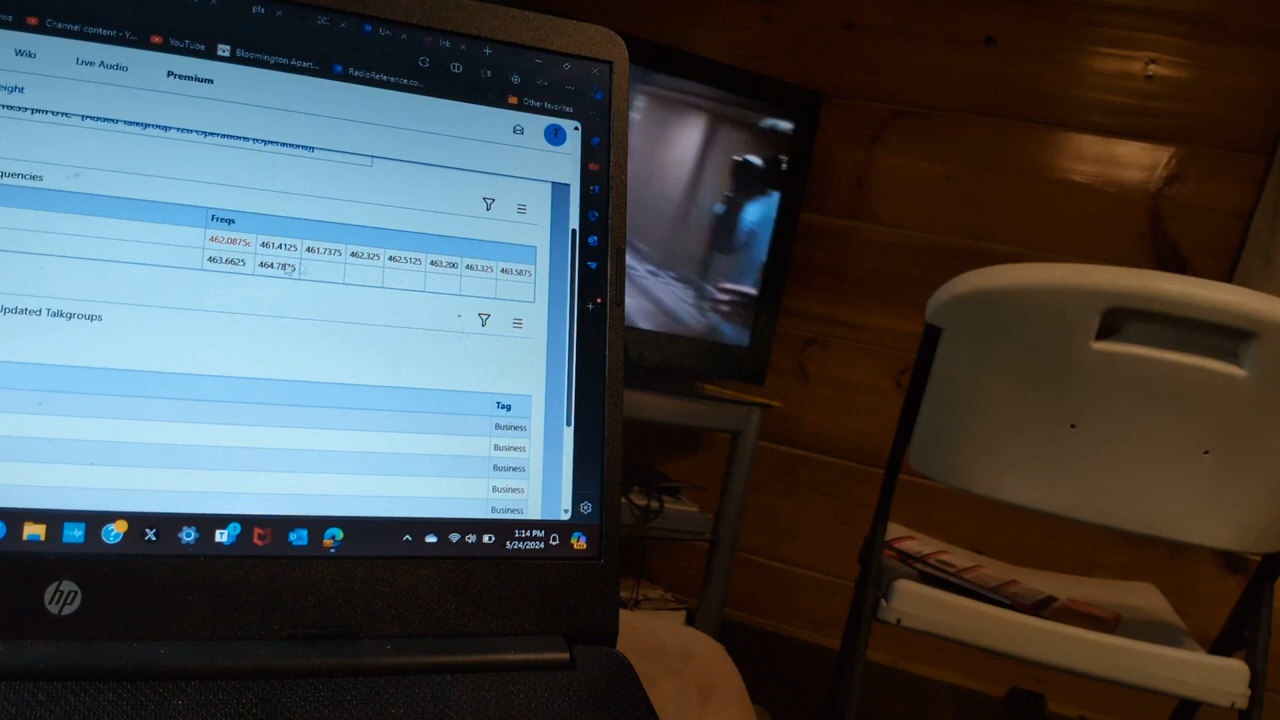 ws Channel content - Y... YouTube Bloomington Apart... RadioReference.co...
Other favorites
Wiki Live Audio Premium
eight
T
quencies
Freqs
462.0875c 461.4125 461.7375 462.325 462.5125 463.200 463.325 463.5875
463.6625
Updated Talkgroups
Tag
Business
Business
Business
Business
Business
1:14 PM
5/24/2024
hp